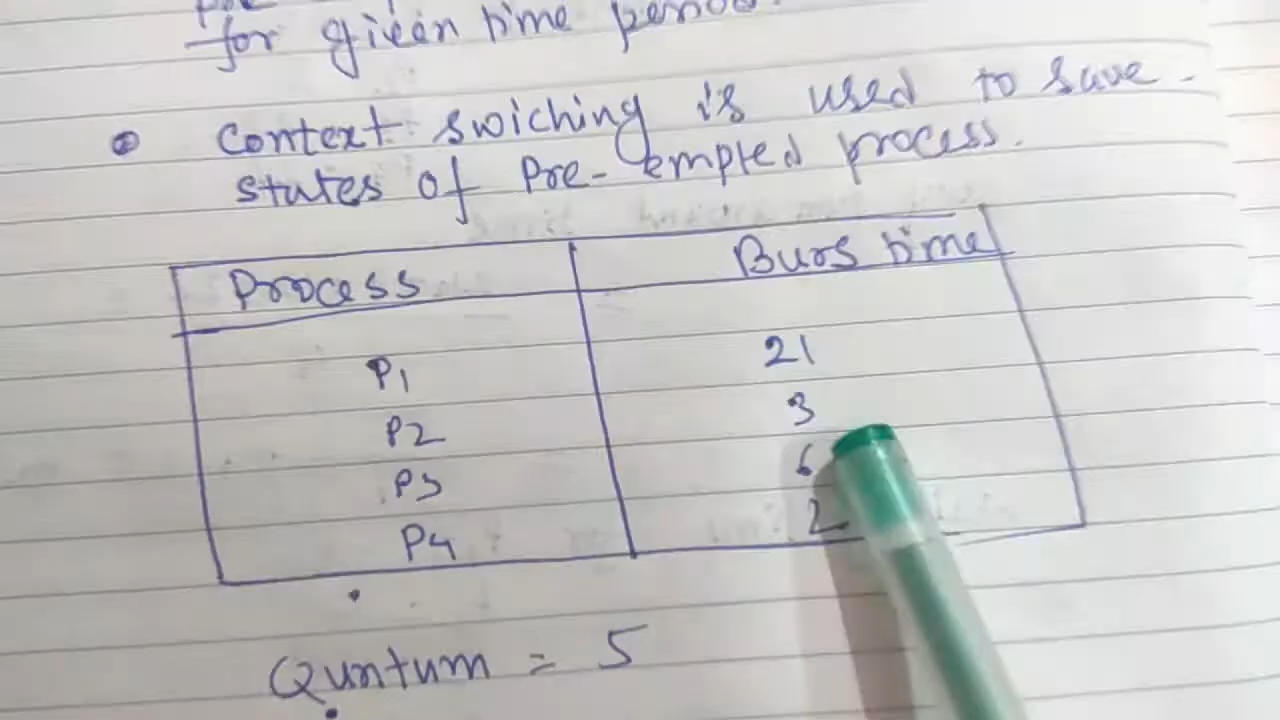 for given time period.
• Context swiching is used to save
states of Pre-empted process.
Process Burs time
P1 21
P2 3
P3 6
P4 2
Quntum = 5